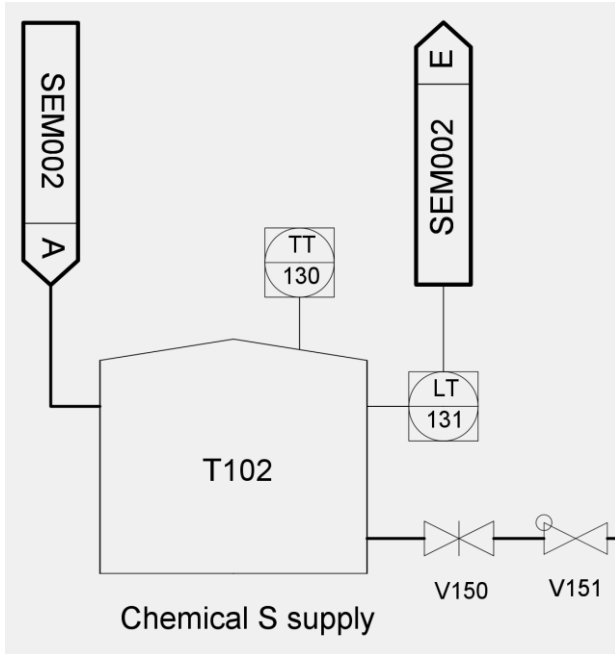 SEM002
A
E
SEM002
TT
130
LT
131
T102
V150
V151
Chemical S supply